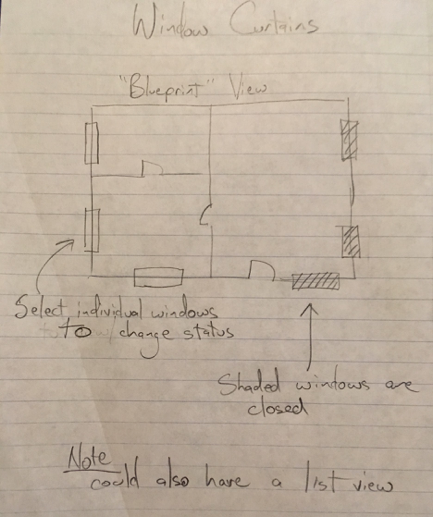 Window Curtains
"Blueprint" View
Select individual windows
to change status
Shaded windows are
closed
Note
could also have a list view